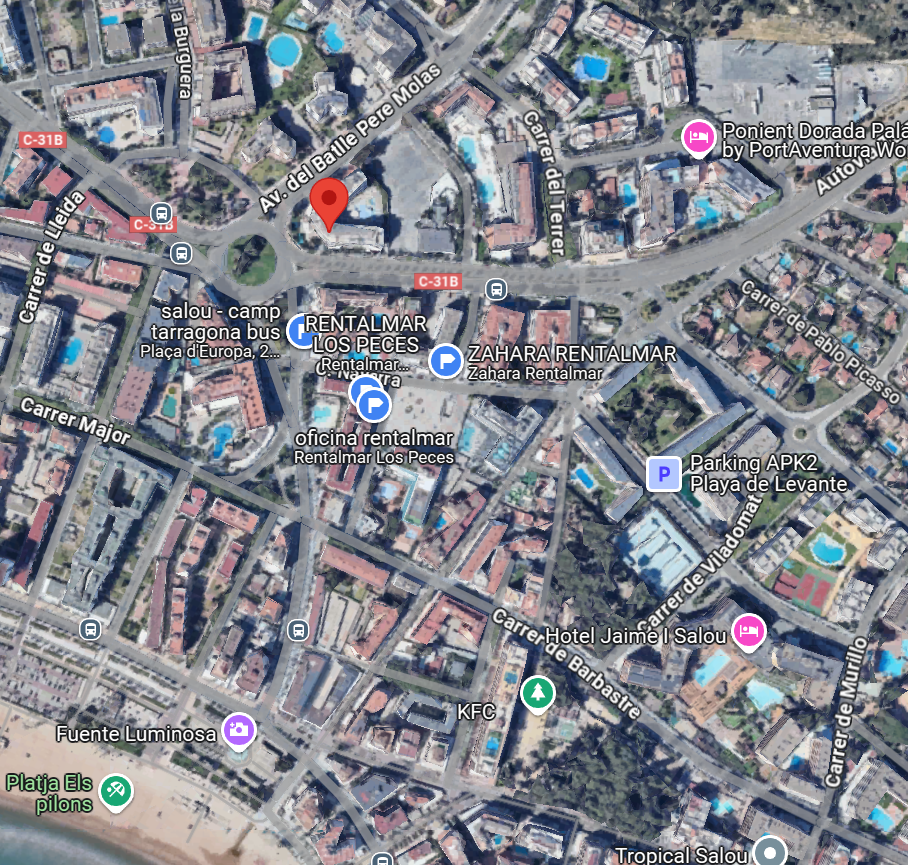 la Burguera
Av. del Batlle Pere Molas
C-31B
Carrer del Terrer
Ponient Dorada Palá
by PortAventura Wo
Autovía
C-31B
Carrer de Lleida
C-31B
Carrer de Pablo Picasso
salou - camp
tarragona bus
Plaça d'Europa, 2...
RENTALMAR
LOS PECES
Rentalmar...
ZAHARA RENTALMAR
Zahara Rentalmar
Carrer Major
oficina rentalmar
Rentalmar Los Peces
P
Parking APK2
Playa de Levante
Carrer de Viladomat
Hotel Jaime I Salou
Carrer de Barbastre
Carrer de Murillo
KFC
Fuente Luminosa
Platja Els
pilons
Tropical Salou